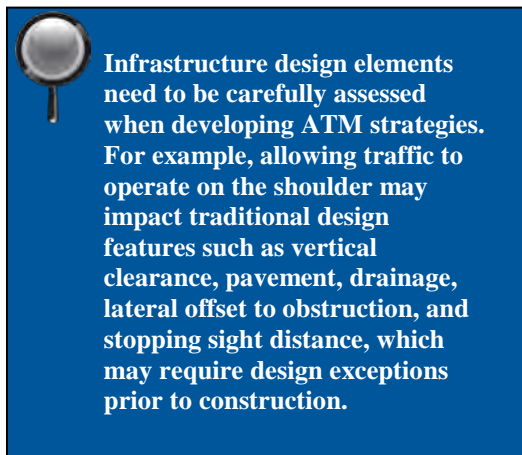 Infrastructure design elements
need to be carefully assessed
when developing ATM strategies.
For example, allowing traffic to
operate on the shoulder may
impact traditional design
features such as vertical
clearance, pavement, drainage,
lateral offset to obstruction, and
stopping sight distance, which
may require design exceptions
prior to construction.